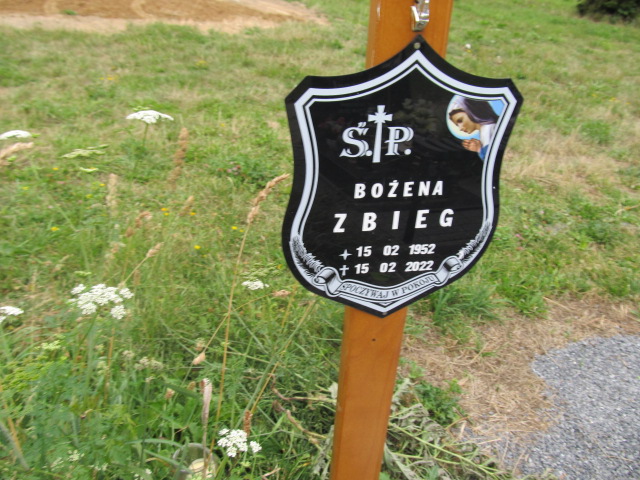 Ś.P.
BOŻENA
ZBIEG
15 02 1952
15 02 2022
SPOCZYWAJ W POKOJU